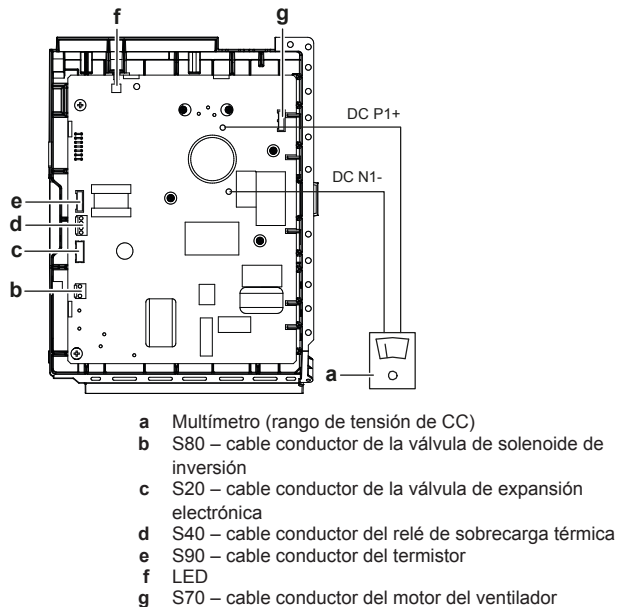 f
g
DC P1+
DC N1-
e
d
c
b
a
a Multímetro (rango de tensión de CC)
b S80 – cable conductor de la válvula de solenoide de
inversión
c S20 – cable conductor de la válvula de expansión
electrónica
d S40 – cable conductor del relé de sobrecarga térmica
e S90 – cable conductor del termistor
f LED
g S70 – cable conductor del motor del ventilador